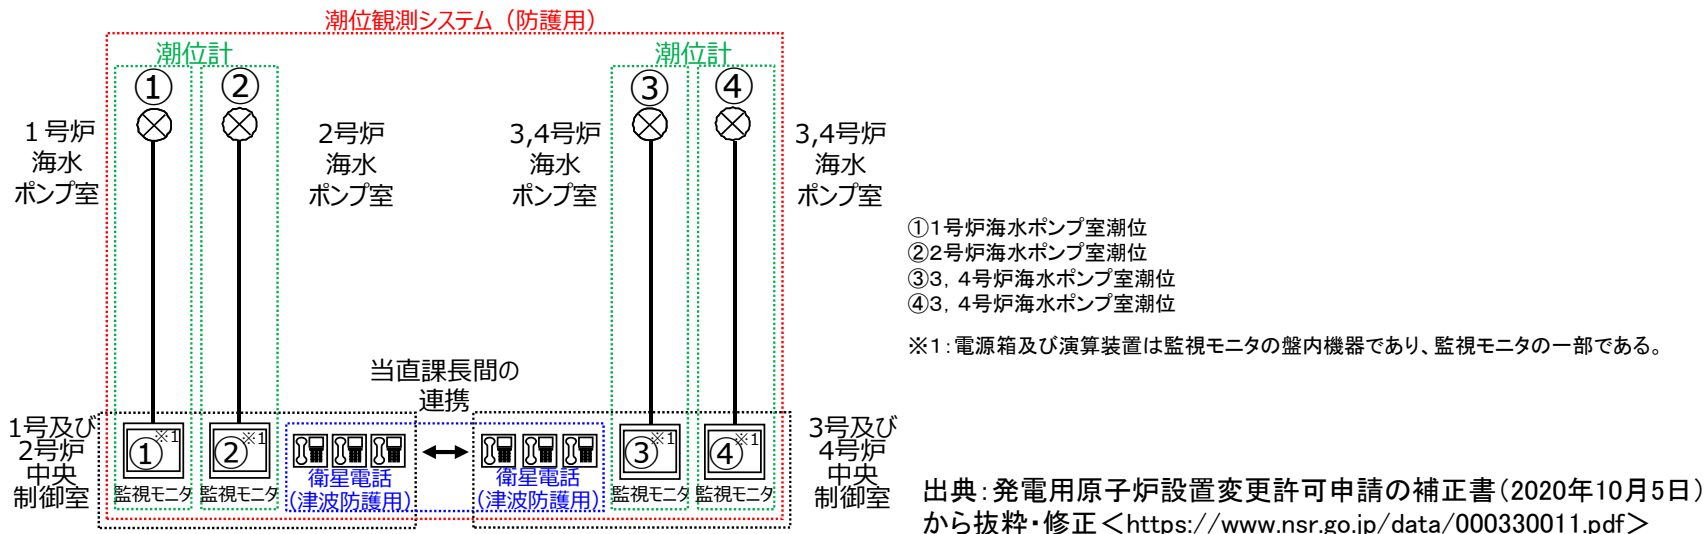 潮位観測システム（防護用）
潮位計
潮位計
①
②
③
④
１号炉
海水
ポンプ室
2号炉
海水
ポンプ室
3,4号炉
海水
ポンプ室
3,4号炉
海水
ポンプ室
①1号炉海水ポンプ室潮位
②2号炉海水ポンプ室潮位
③3，4号炉海水ポンプ室潮位
④3，4号炉海水ポンプ室潮位
※1：電源箱及び演算装置は監視モニタの盤内機器であり、監視モニタの一部である。
当直課長間の
連携
1号及び
2号炉
中央
制御室
①※1
監視モニタ
②※1
監視モニタ
衛星電話
（津波防護用）
衛星電話
（津波防護用）
③※1
監視モニタ
④※1
監視モニタ
3号及び
4号炉
中央
制御室
出典：発電用原子炉設置変更許可申請の補正書（2020年10月5日）
から抜粋・修正＜https://www.nsr.go.jp/data/000330011.pdf＞